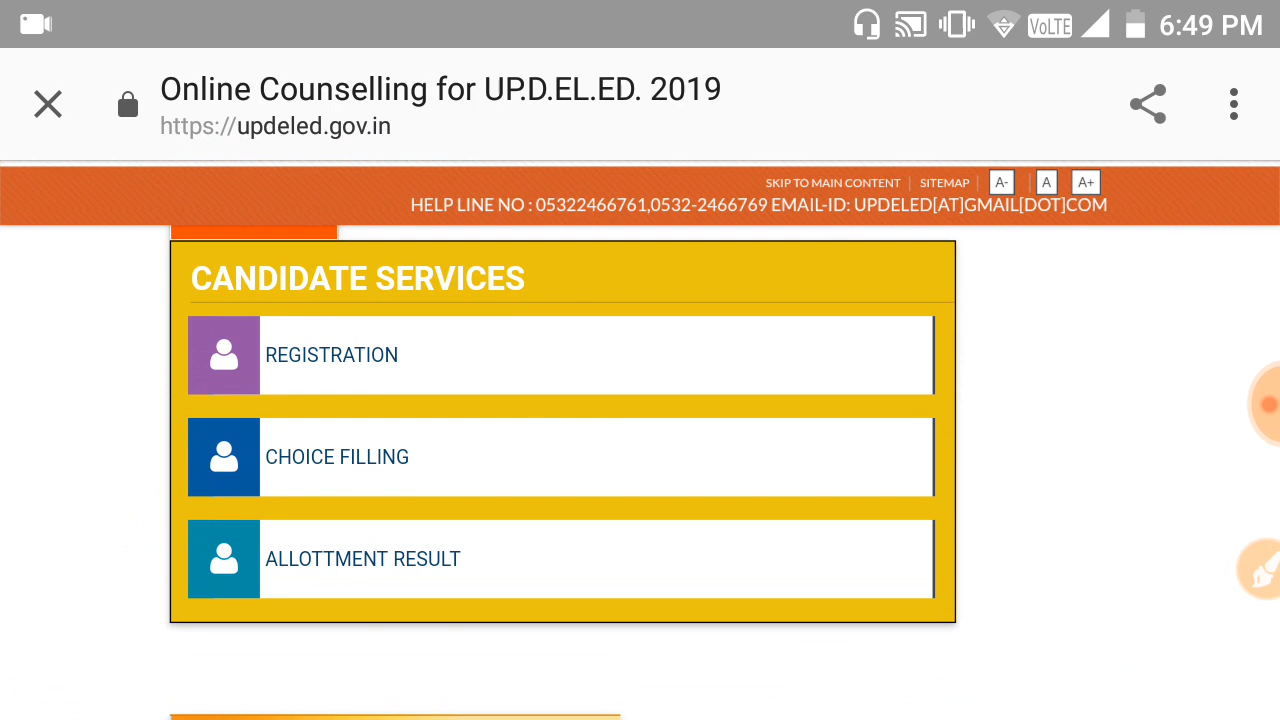 6:49 PM
VoLTE
Online Counselling for UP.D.EL.ED. 2019
https://updeled.gov.in
SKIP TO MAIN CONTENT | SITEMAP | A- | A A+
HELP LINE NO : 05322466761,0532-2466769 EMAIL-ID: UPDELED[AT]GMAIL[DOT]COM
CANDIDATE SERVICES
REGISTRATION
CHOICE FILLING
ALLOTTMENT RESULT